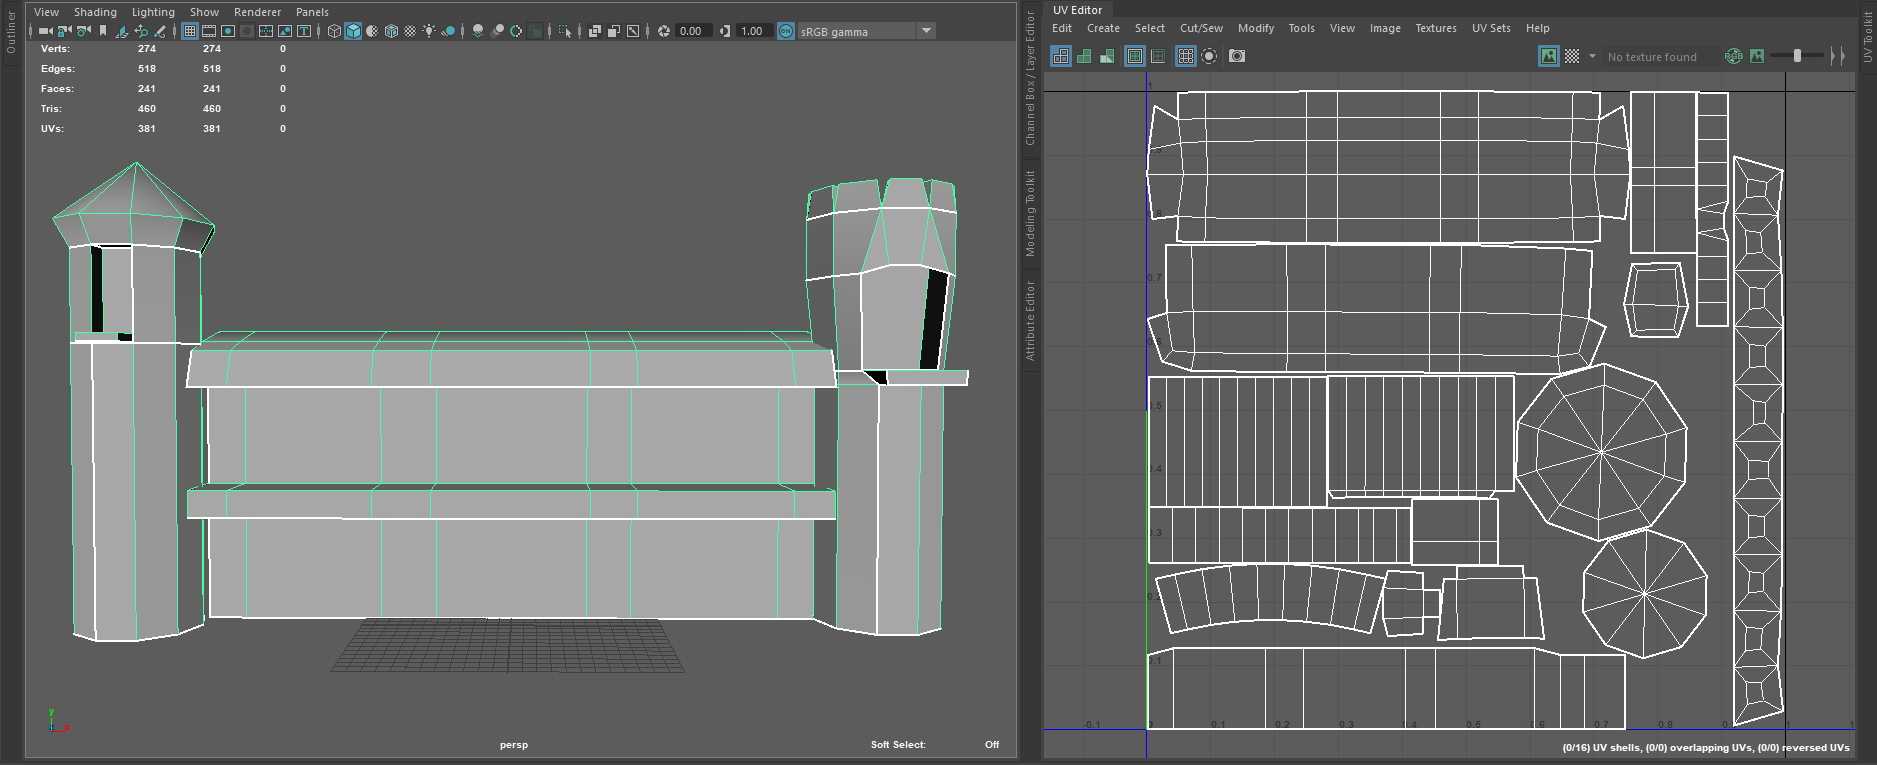 View Shading Lighting Show Renderer Panels
0.00 1.00 ON sRGB gamma
Verts: 274 274 0
Edges: 518 518 0
Faces: 241 241 0
Tris: 460 460 0
UVs: 381 381 0
Outliner
y
persp
Soft Select: Off
Channel Box / Layer Editor
Modeling Toolkit
Attribute Editor
UV Editor
Edit Create Select Cut/Sew Modify Tools View Image Textures UV Sets Help
No texture found RGB
UV Toolkit
1
0.7
0.5
0.4
0.3
0.1
-0.1 0 0.1 0.2 0.3 0.4 0.5 0.6 0.7 0.8 1
(0/16) UV shells, (0/0) overlapping UVs, (0/0) reversed UVs